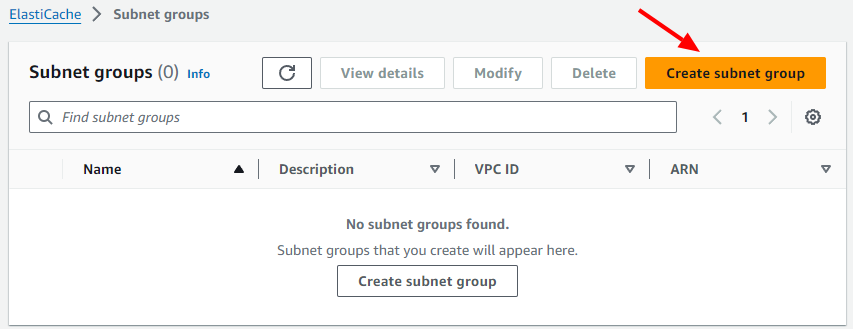 ElastiCache > Subnet groups
Subnet groups (0) Info View details Modify Delete Create subnet group
Find subnet groups 1
Name Description VPC ID ARN
No subnet groups found.
Subnet groups that you create will appear here.
Create subnet group